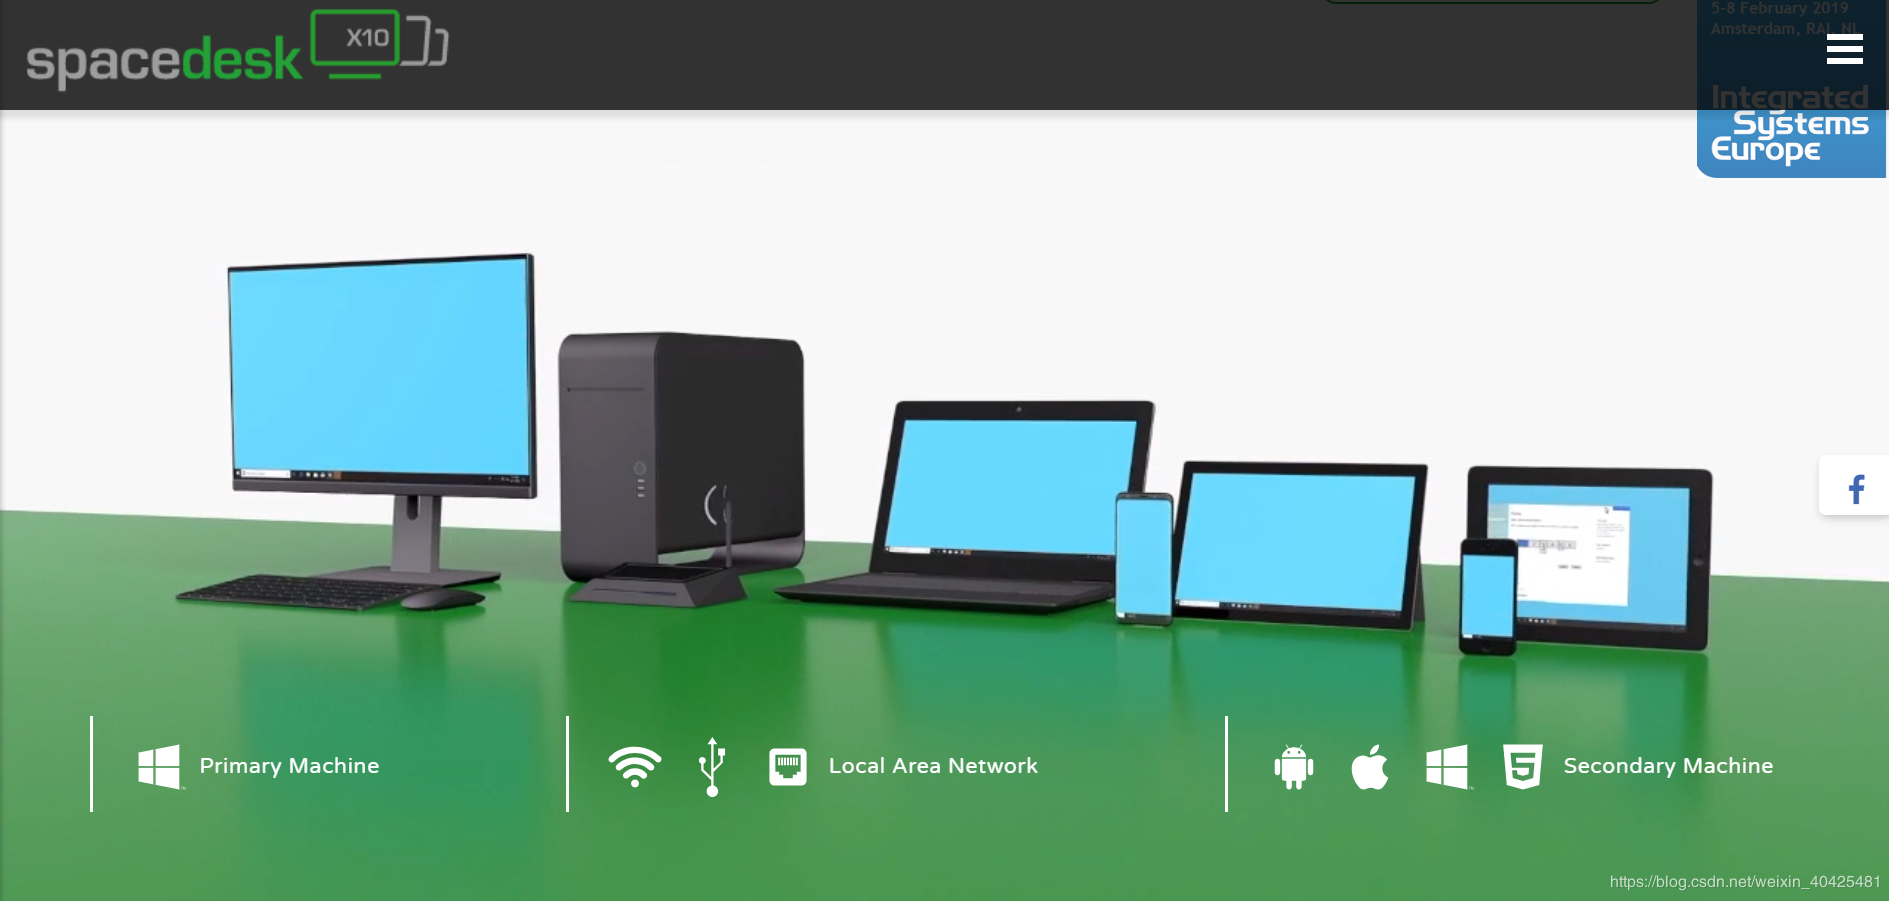 spacedesk
X10
5-8 February 2019
Amsterdam, RAI, NL
Integrated
Systems
Europe
Primary Machine
Local Area Network
Secondary Machine
https://blog.csdn.net/weixin_40425481